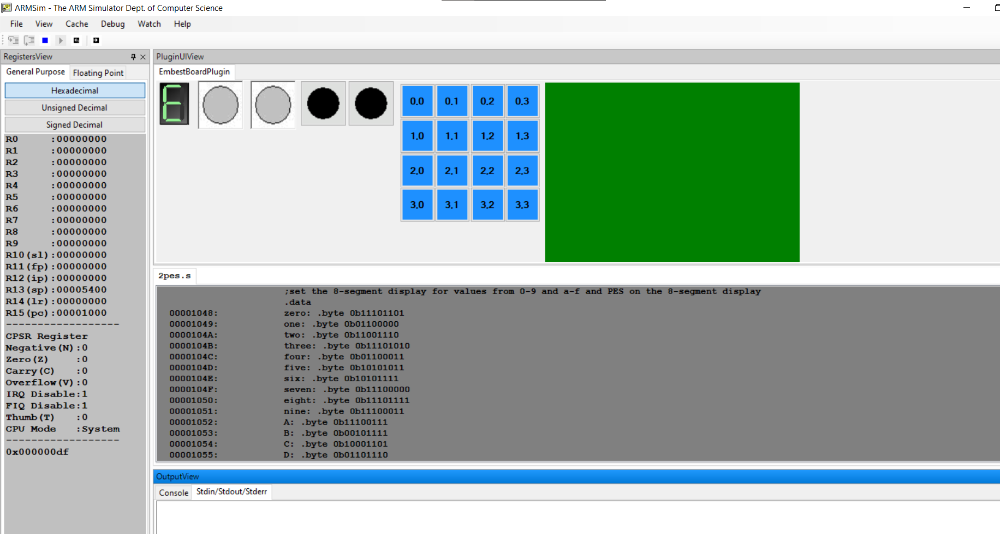 ARMSim - The ARM Simulator Dept. of Computer Science
File View Cache Debug Watch Help
RegistersView
General Purpose Floating Point
Hexadecimal
Unsigned Decimal
Signed Decimal
R0 :00000000
R1 :00000000
R2 :00000000
R3 :00000000
R4 :00000000
R5 :00000000
R6 :00000000
R7 :00000000
R8 :00000000
R9 :00000000
R10(sl):00000000
R11(fp):00000000
R12(ip):00000000
R13(sp):00005400
R14(lr):00000000
R15(pc):00001000
-------------------
CPSR Register
Negative(N):0
Zero(Z) :0
Carry(C) :0
Overflow(V):0
IRQ Disable:1
FIQ Disable:1
Thumb(T) :0
CPU Mode :System
-------------------
0x000000df
PluginUIView
EmbestBoardPlugin
E
0.0 0.1 0.2 0.3
1.0 1.1 1.2 1.3
2.0 2.1 2.2 2.3
3.0 3.1 3.2 3.3
2pes.s
;set the 8-segment display for values from 0-9 and a-f and PES on the 8-segment display
.data
00001048: zero: .byte 0b11101101
00001049: one: .byte 0b01100000
0000104A: two: .byte 0b11001110
0000104B: three: .byte 0b11101010
0000104C: four: .byte 0b01100011
0000104D: five: .byte 0b10101011
0000104E: six: .byte 0b10101111
0000104F: seven: .byte 0b11100000
00001050: eight: .byte 0b11101111
00001051: nine: .byte 0b11100011
00001052: A: .byte 0b11100111
00001053: B: .byte 0b00101111
00001054: C: .byte 0b10001101
00001055: D: .byte 0b01101110
OutputView
Console Stdin/Stdout/Stderr